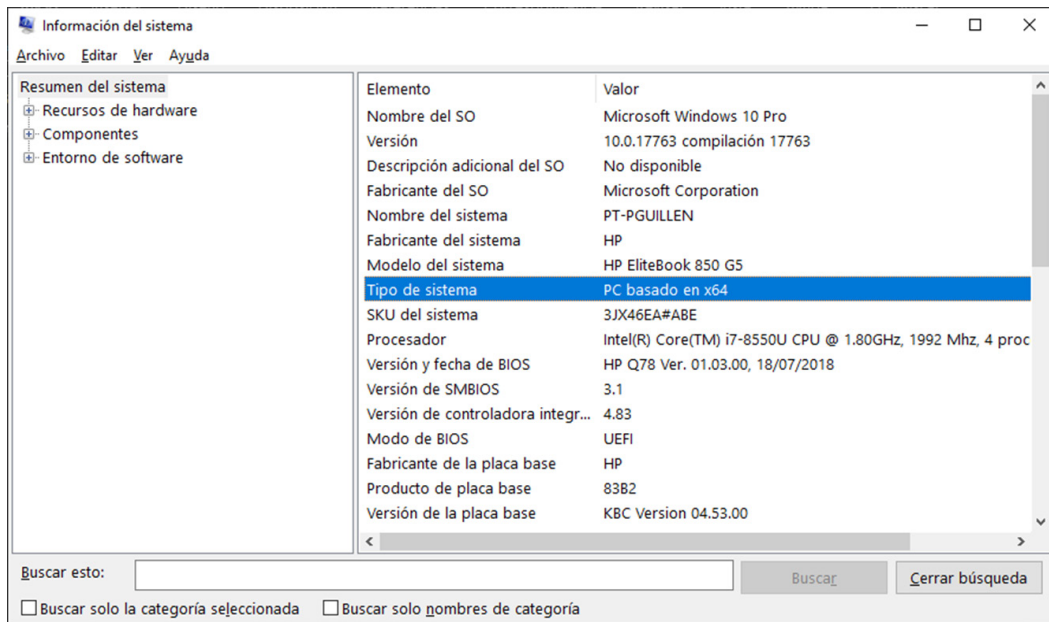 Información del sistema
Archivo Editar Ver Ayuda
Resumen del sistema
Recursos de hardware
Componentes
Entorno de software
Elemento Valor
Nombre del SO Microsoft Windows 10 Pro
Versión 10.0.17763 compilación 17763
Descripción adicional del SO No disponible
Fabricante del SO Microsoft Corporation
Nombre del sistema PT-PGUILLEN
Fabricante del sistema HP
Modelo del sistema HP EliteBook 850 G5
Tipo de sistema PC basado en x64
SKU del sistema 3JX46EA#ABE
Procesador Intel(R) Core(TM) i7-8550U CPU @ 1.80GHz, 1992 Mhz, 4 proc
Versión y fecha de BIOS HP Q78 Ver. 01.03.00, 18/07/2018
Versión de SMBIOS 3.1
Versión de controladora integr... 4.83
Modo de BIOS UEFI
Fabricante de la placa base HP
Producto de placa base 83B2
Versión de la placa base KBC Version 04.53.00
Buscar esto: Buscar Cerrar búsqueda
Buscar solo la categoría seleccionada Buscar solo nombres de categoría